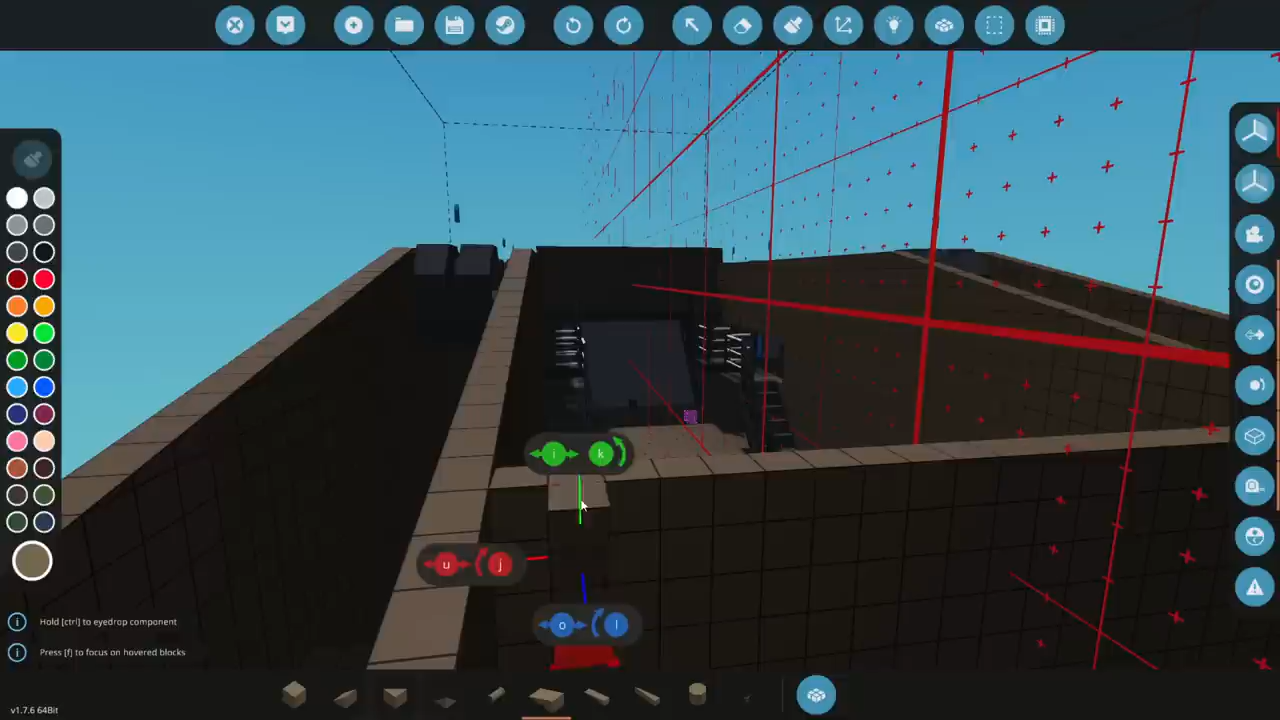 i k
u j
o l
Hold [ctrl] to eyedrop component
Press [f] to focus on hovered blocks
v1.7.6 64Bit